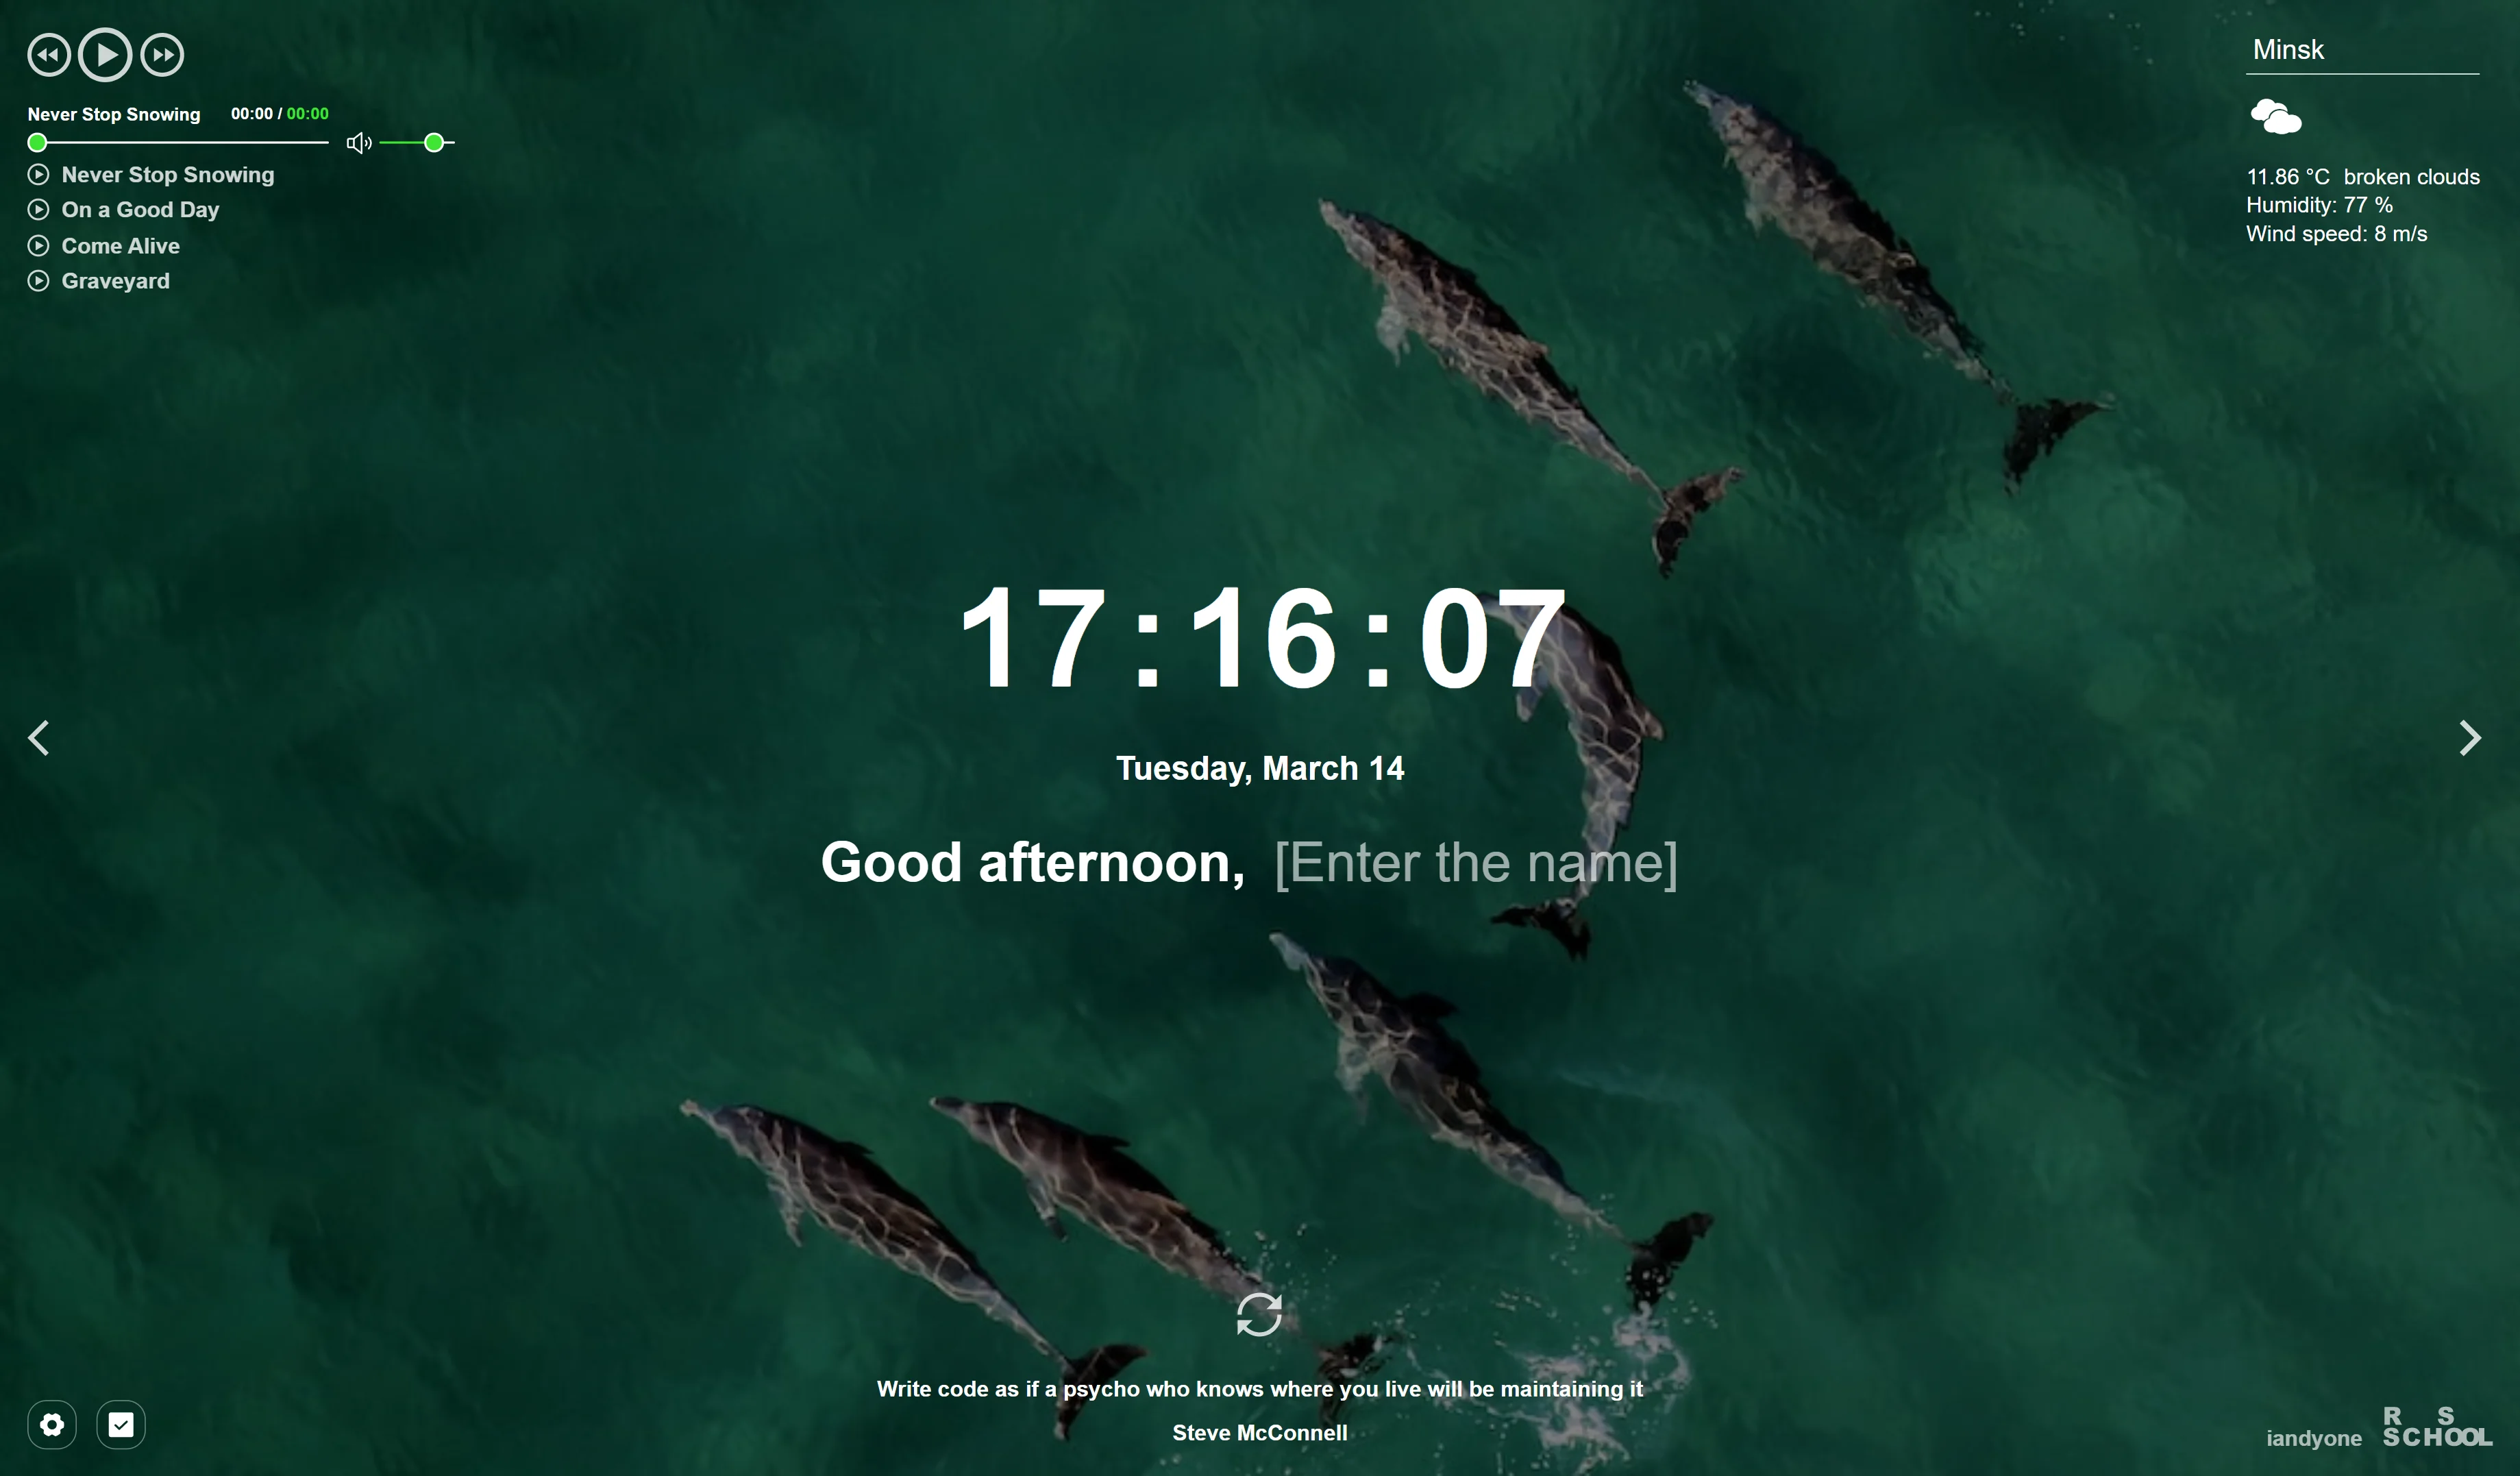 Never Stop Snowing 00:00 / 00:00
Never Stop Snowing
On a Good Day
Come Alive
Graveyard
Minsk
11.86 °C broken clouds
Humidity: 77 %
Wind speed: 8 m/s
17:16:07
Tuesday, March 14
Good afternoon, [Enter the name]
Write code as if a psycho who knows where you live will be maintaining it
Steve McConnell
iandyone
R S
SCHOOL